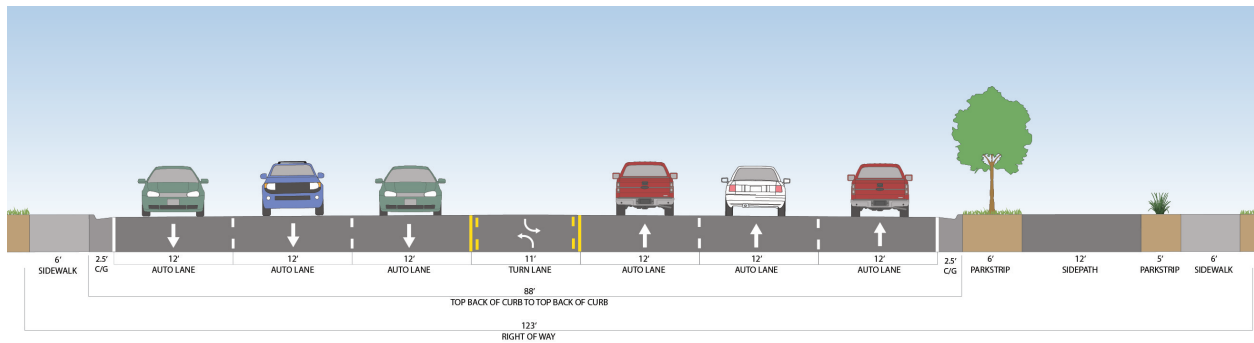 6'
SIDEWALK
2.5'
C/G
12'
AUTO LANE
12'
AUTO LANE
12'
AUTO LANE
11'
TURN LANE
12'
AUTO LANE
12'
AUTO LANE
12'
AUTO LANE
2.5'
C/G
6'
PARKSTRIP
12'
SIDEPATH
5'
PARKSTRIP
6'
SIDEWALK
88'
TOP BACK OF CURB TO TOP BACK OF CURB
123'
RIGHT OF WAY